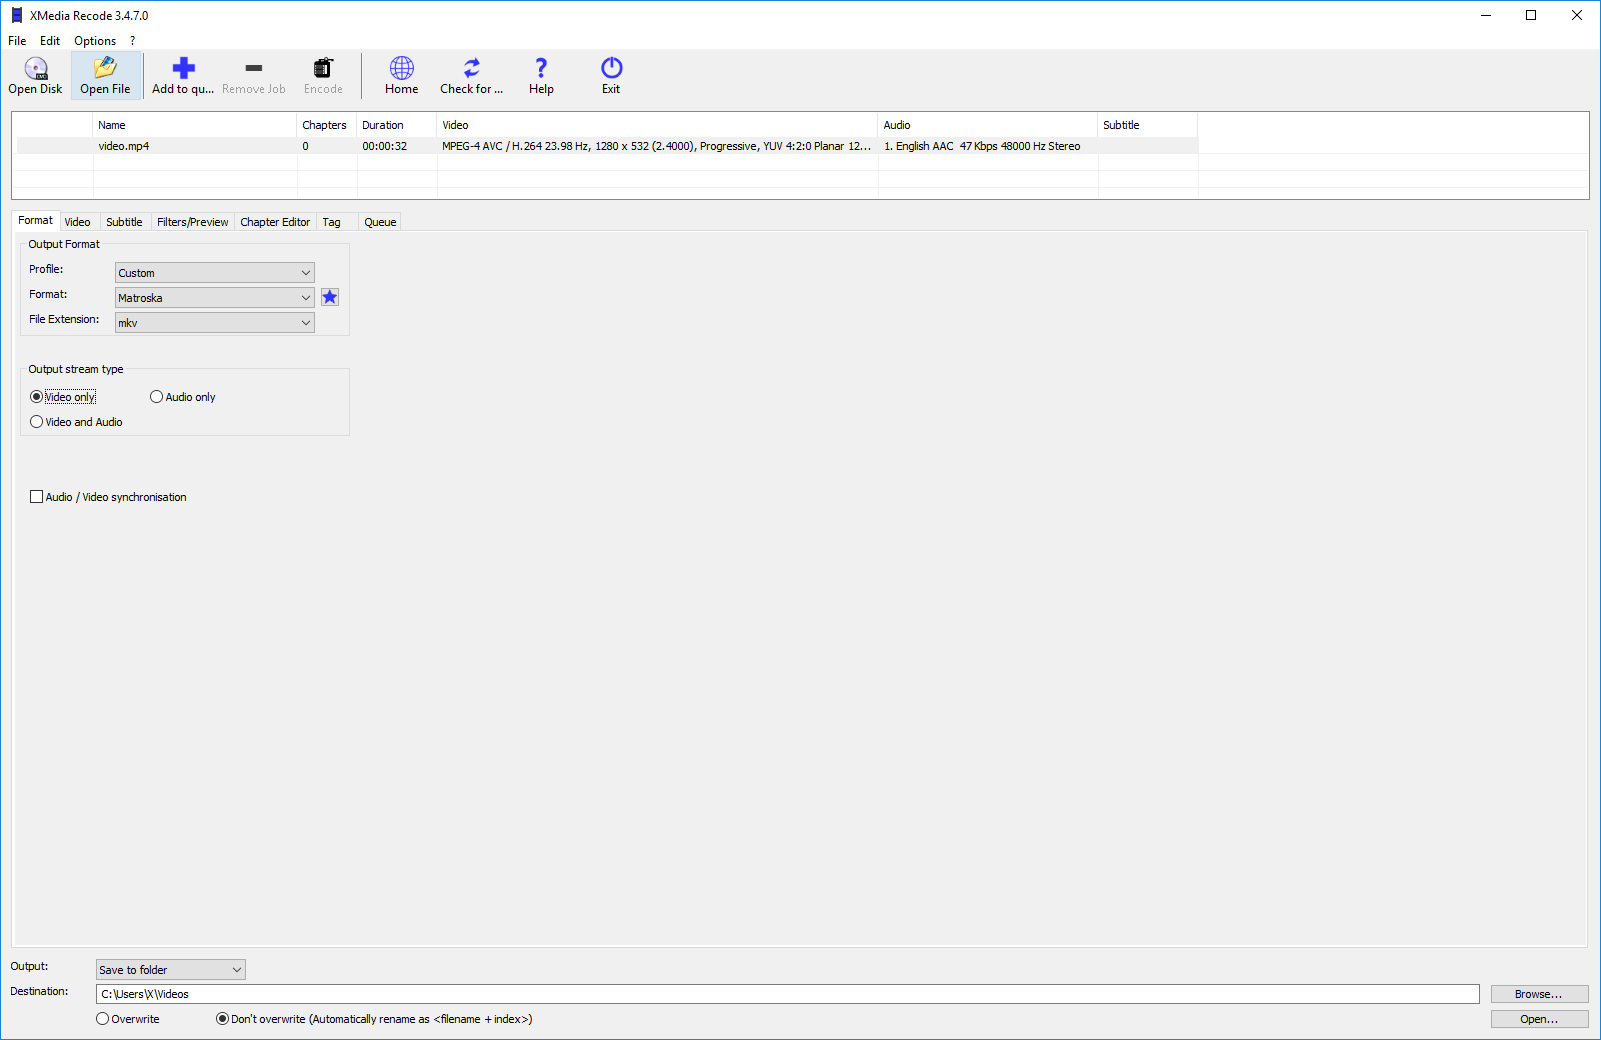 XMedia Recode 3.4.7.0
File Edit Options ?
Open Disk Open File Add to qu... Remove Job Encode Home Check for ... Help Exit
Name Chapters Duration Video Audio Subtitle
video.mp4 0 00:00:32 MPEG-4 AVC / H.264 23.98 Hz, 1280 x 532 (2.4000), Progressive, YUV 4:2:0 Planar 12... 1. English AAC 47 Kbps 48000 Hz Stereo
Format Video Subtitle Filters/Preview Chapter Editor Tag Queue
Output Format
Profile: Custom
Format: Matroska
File Extension: mkv
Output stream type
Video only Audio only
Video and Audio
Audio / Video synchronisation
Output: Save to folder
Destination: C:\Users\X\Videos Browse...
Overwrite Don't overwrite (Automatically rename as <filename + index>) Open...